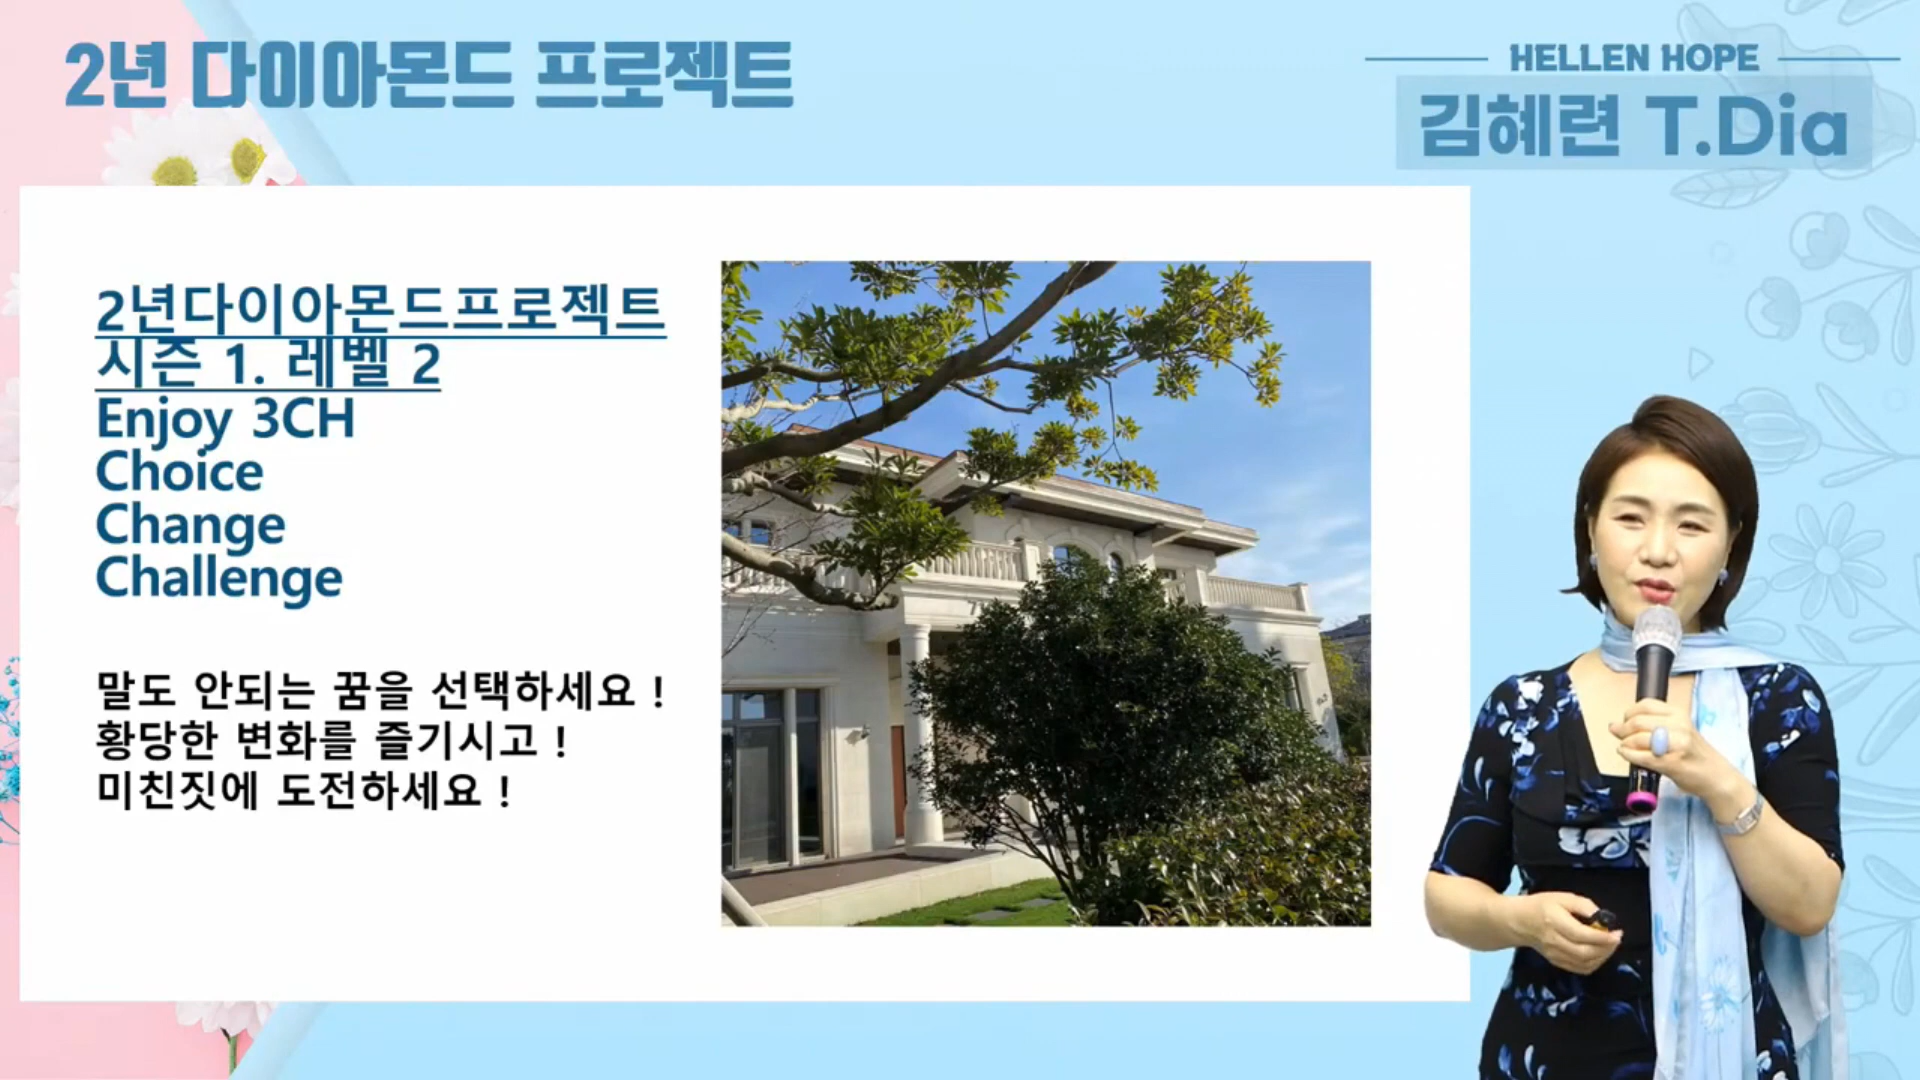 2년 다이아몬드 프로젝트
HELLEN HOPE
김혜련 T.Dia
2년다이아몬드프로젝트
시즌 1. 레벨 2
Enjoy 3CH
Choice
Change
Challenge
말도 안되는 꿈을 선택하세요 !
황당한 변화를 즐기시고 !
미친짓에 도전하세요 !